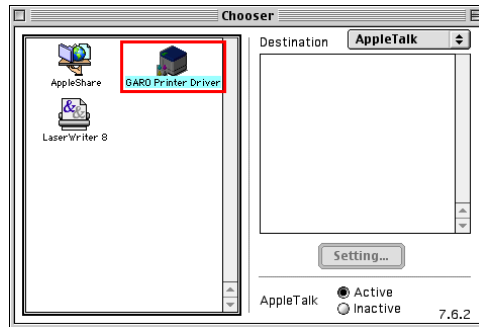 Chooser
AppleShare
GARO Printer Driver
LaserWriter 8
Destination
AppleTalk
Setting...
AppleTalk
Active
Inactive
7.6.2